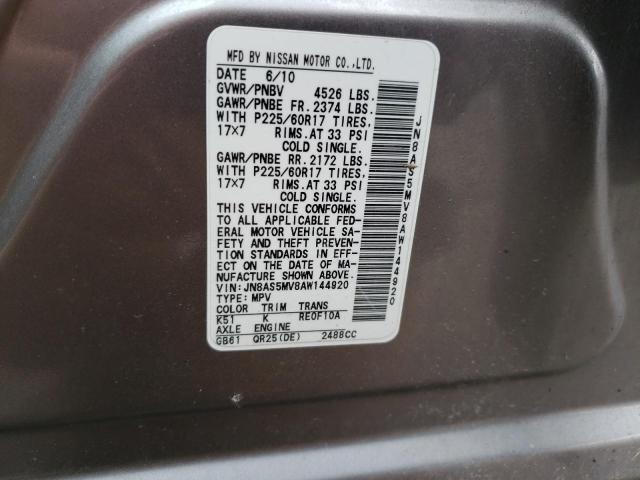 MFD BY NISSAN MOTOR CO.,LTD.
DATE 6/10
GVWR/PNBV 4526 LBS.
GAWR/PNBE FR. 2374 LBS.
WITH P225/60R17 TIRES,
17X7 RIMS.AT 33 PSI
COLD SINGLE.
GAWR/PNBE RR. 2172 LBS.
WITH P225/60R17 TIRES,
17X7 RIMS.AT 33 PSI
COLD SINGLE.
THIS VEHICLE CONFORMS
TO ALL APPLICABLE FED-
ERAL MOTOR VEHICLE SA-
FETY AND THEFT PREVEN-
TION STANDARDS IN EFF-
ECT ON THE DATE OF MA-
NUFACTURE SHOWN ABOVE.
VIN:JN8AS5MV8AW144920
TYPE:MPV
COLOR TRIM TRANS
K51 K RE0F10A
AXLE ENGINE
GB61 QR25(DE) 2488CC
JN8AS5MV8AW144920